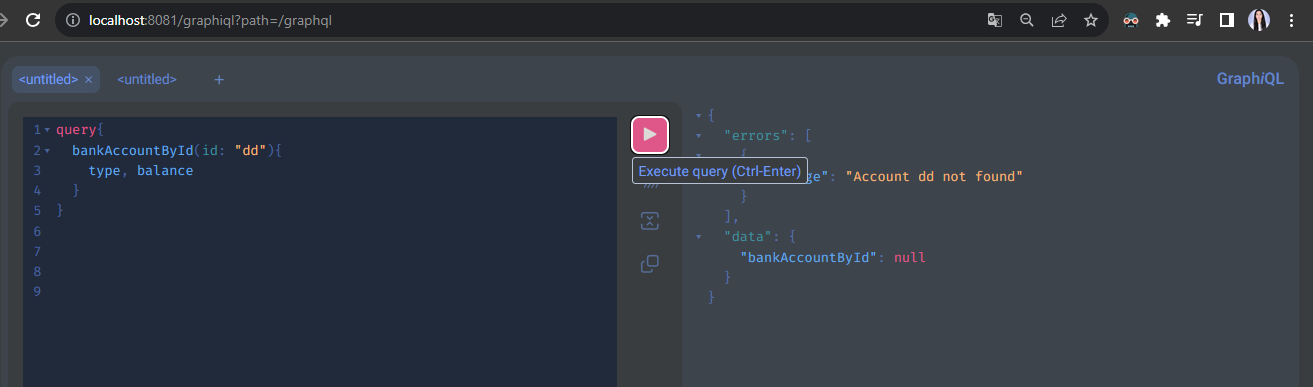 localhost:8081/graphiql?path=/graphql
<untitled> × <untitled> +
GraphiQL
1 query{
2 bankAccountById(id: "dd"){
3 type, balance
4 }
5 }
6
7
8
9
Execute query (Ctrl-Enter)
{
"errors": [
{
ge": "Account dd not found"
}
],
"data": {
"bankAccountById": null
}
}